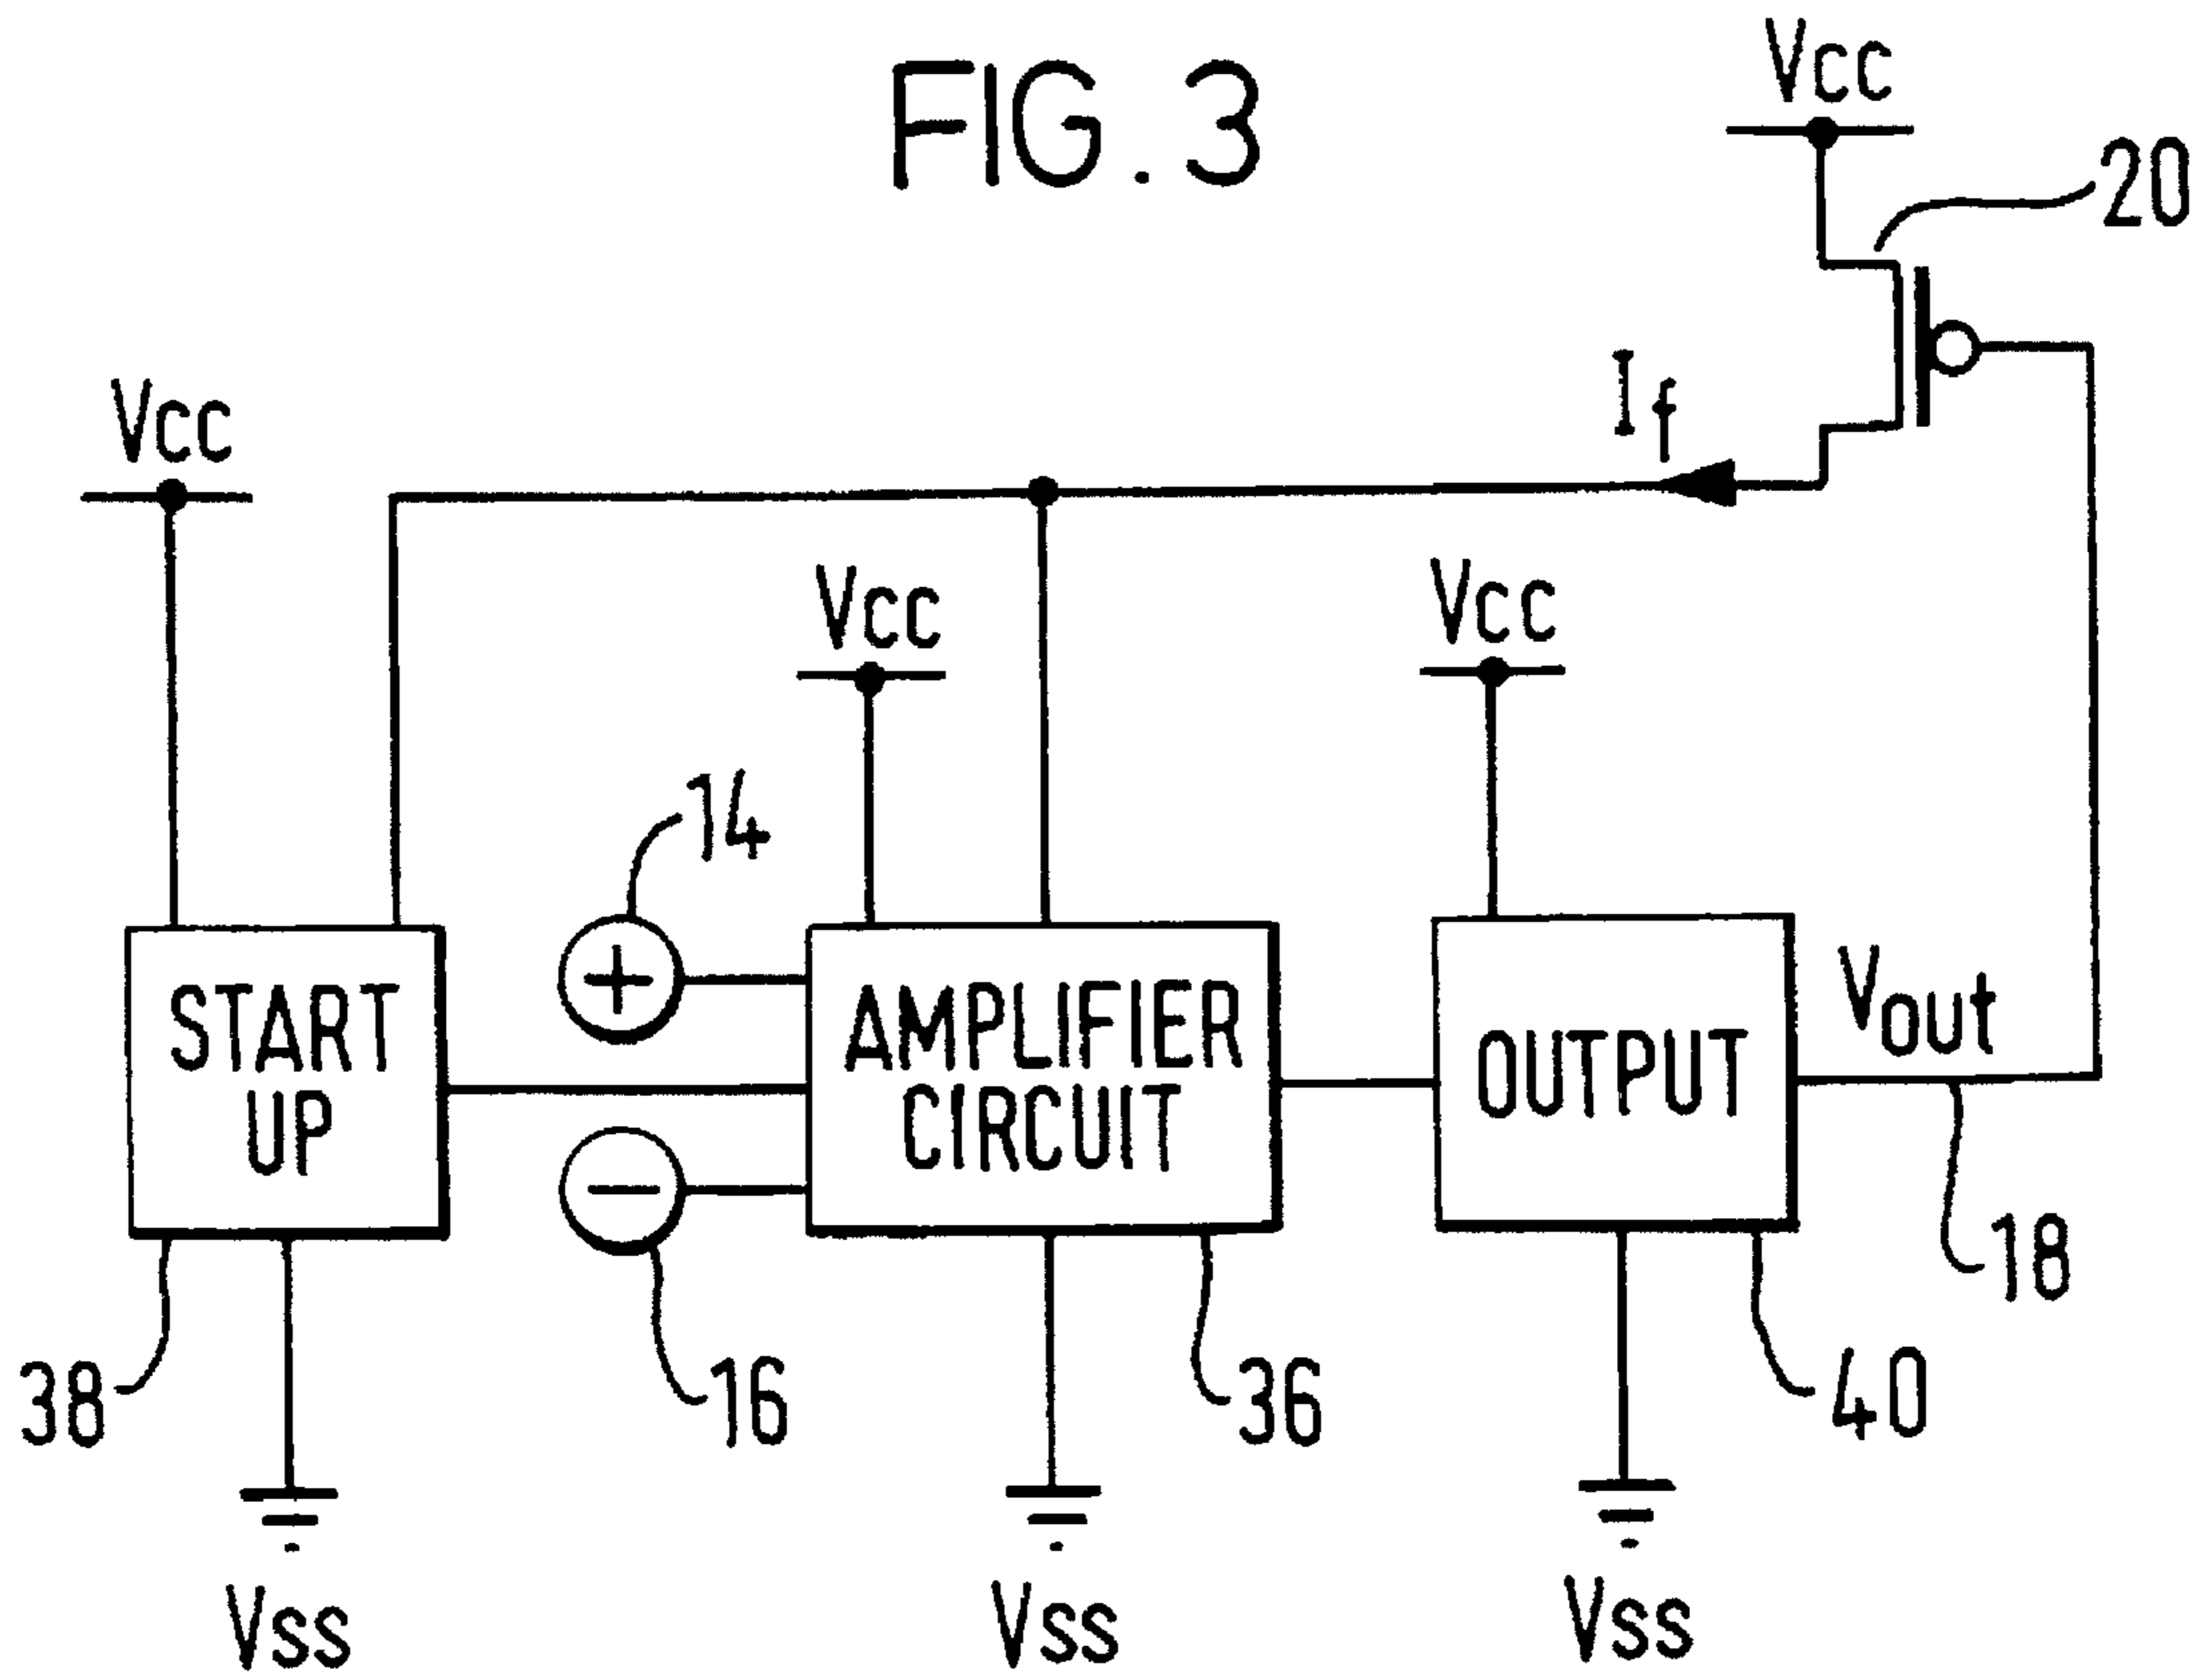 FIG. 3
Vcc
20
If
Vcc
Vcc
Vcc
14
+
START
UP
AMPLIFIER
CIRCUIT
OUTPUT
Vout
−
18
38
16
36
40
Vss
Vss
Vss